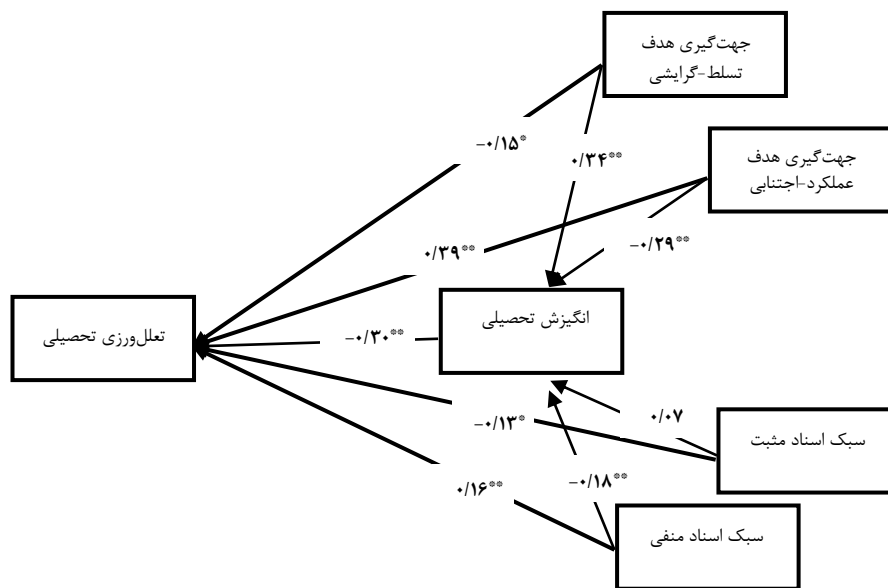 جهت‌گیری هدف
تسلط-گرایشی
-۰/۱۵*
۰/۳۴**
جهت‌گیری هدف
عملکرد-اجتنابی
۰/۳۹**
-۰/۲۹**
انگیزش تحصیلی
تعلل‌ورزی تحصیلی
-۰/۳۰**
-۰/۱۳*
۰/۰۷
سبک اسناد مثبت
۰/۱۶**
-۰/۱۸**
سبک اسناد منفی